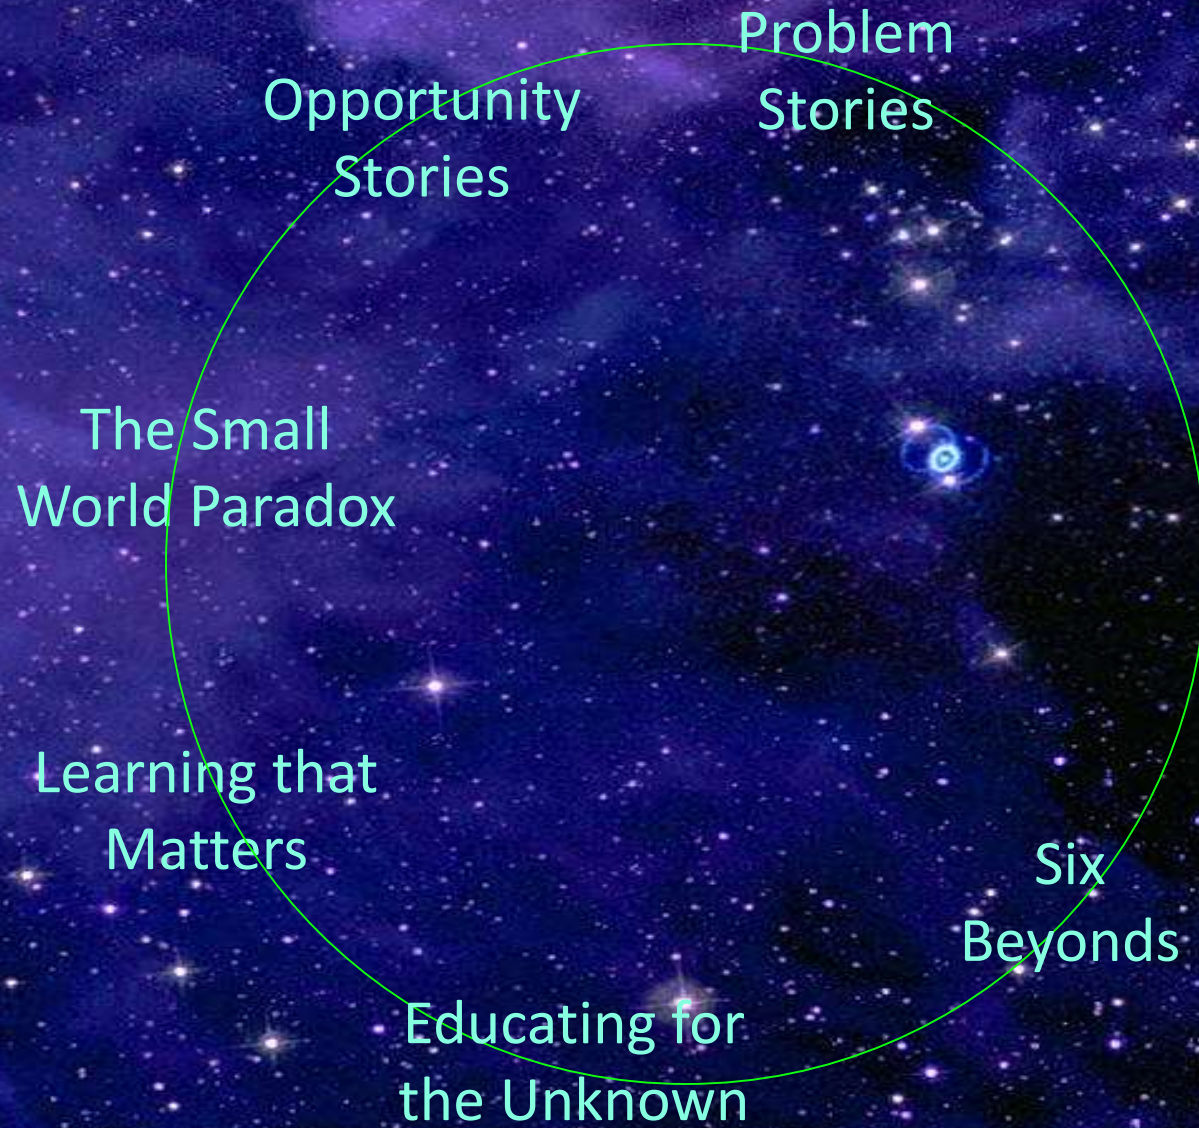 Problem
Stories
Opportunity
Stories
The Small
World Paradox
Learning that
Matters
Six
Beyonds
Educating for
the Unknown